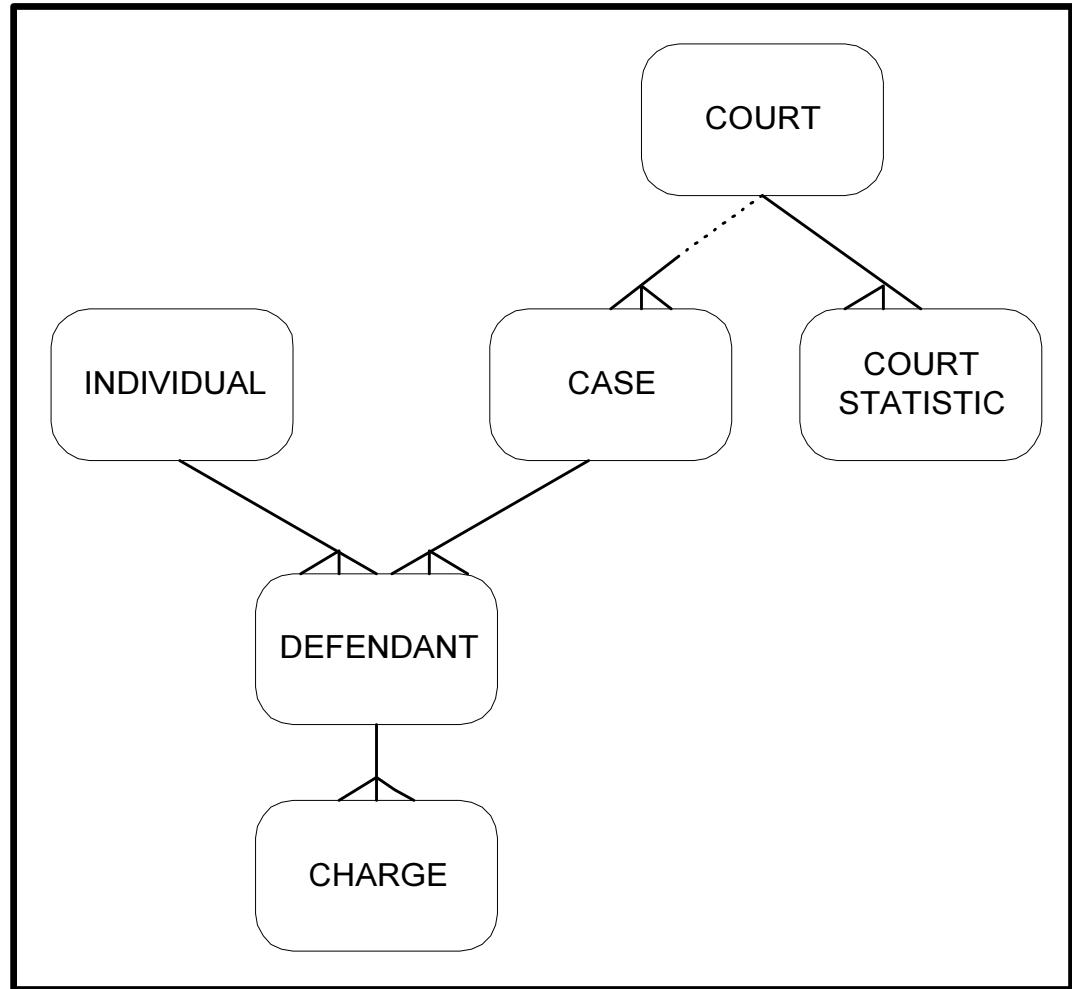 COURT
INDIVIDUAL
CASE
COURT
STATISTIC
DEFENDANT
CHARGE